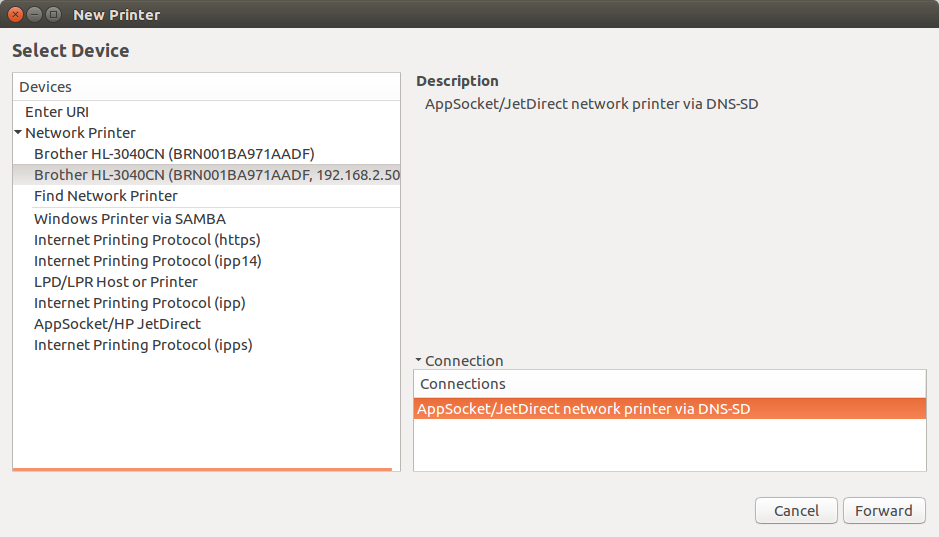 New Printer
Select Device
Devices
Enter URI
Network Printer
Brother HL-3040CN (BRN001BA971AADF)
Brother HL-3040CN (BRN001BA971AADF, 192.168.2.50
Find Network Printer
Windows Printer via SAMBA
Internet Printing Protocol (https)
Internet Printing Protocol (ipp14)
LPD/LPR Host or Printer
Internet Printing Protocol (ipp)
AppSocket/HP JetDirect
Internet Printing Protocol (ipps)
Description
AppSocket/JetDirect network printer via DNS-SD
Connection
Connections
AppSocket/JetDirect network printer via DNS-SD
Cancel
Forward